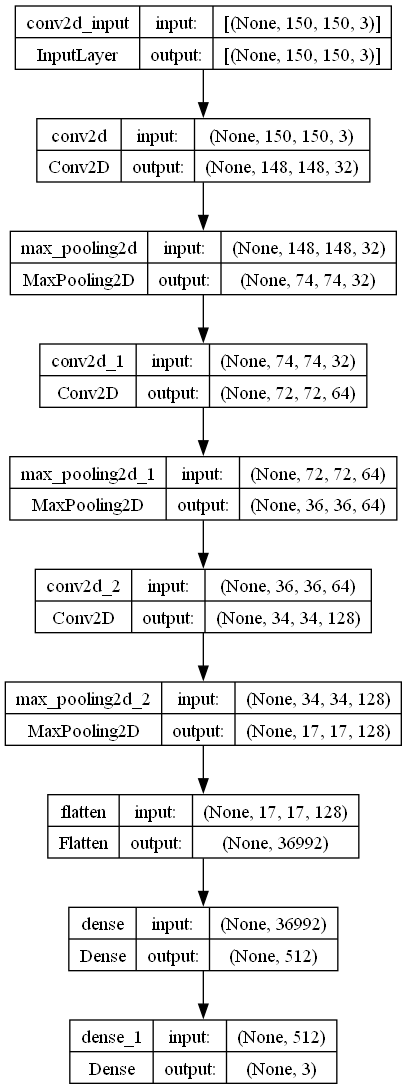 conv2d_input input: [(None, 150, 150, 3)]
InputLayer output: [(None, 150, 150, 3)]
conv2d input: (None, 150, 150, 3)
Conv2D output: (None, 148, 148, 32)
max_pooling2d input: (None, 148, 148, 32)
MaxPooling2D output: (None, 74, 74, 32)
conv2d_1 input: (None, 74, 74, 32)
Conv2D output: (None, 72, 72, 64)
max_pooling2d_1 input: (None, 72, 72, 64)
MaxPooling2D output: (None, 36, 36, 64)
conv2d_2 input: (None, 36, 36, 64)
Conv2D output: (None, 34, 34, 128)
max_pooling2d_2 input: (None, 34, 34, 128)
MaxPooling2D output: (None, 17, 17, 128)
flatten input: (None, 17, 17, 128)
Flatten output: (None, 36992)
dense input: (None, 36992)
Dense output: (None, 512)
dense_1 input: (None, 512)
Dense output: (None, 3)